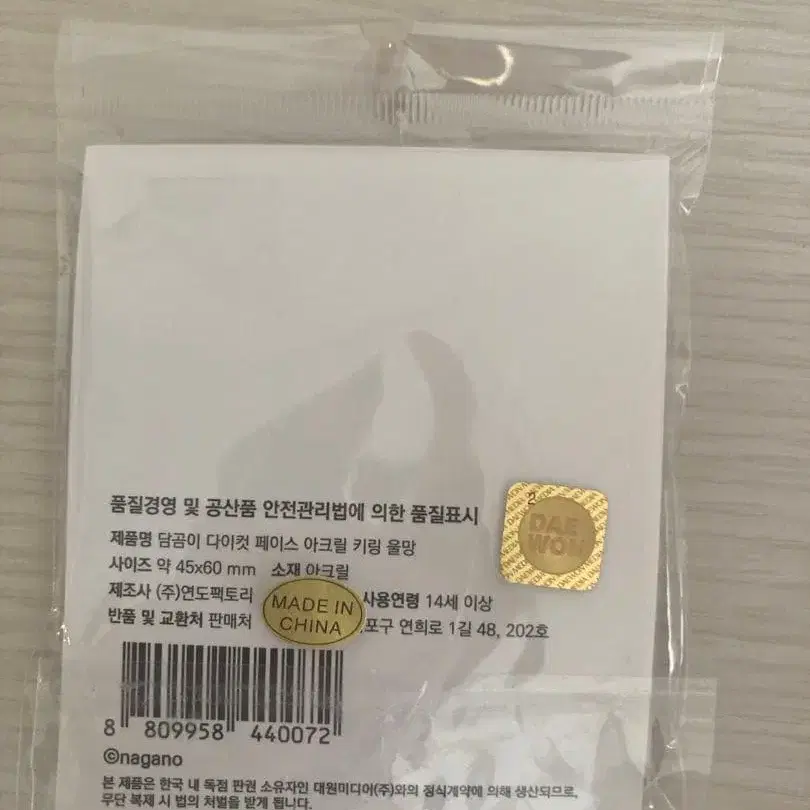 품질경영 및 공산품 안전관리법에 의한 품질표시
2
DAE
WON
제품명 담곰이 다이컷 페이스 아크릴 키링 울망
사이즈 약 45x60 mm 소재 아크릴
제조사 (주)연도팩토리 사용연령 14세 이상
MADE IN
CHINA
반품 및 교환처 판매처 포구 연희로 1길 48, 202호
8 809958 440072
©nagano
본 제품은 한국 내 독점 판권 소유자인 대원미디어(주)와의 정식계약에 의해 생산되므로,
무단 복제 시 법의 처벌을 받게 됩니다.